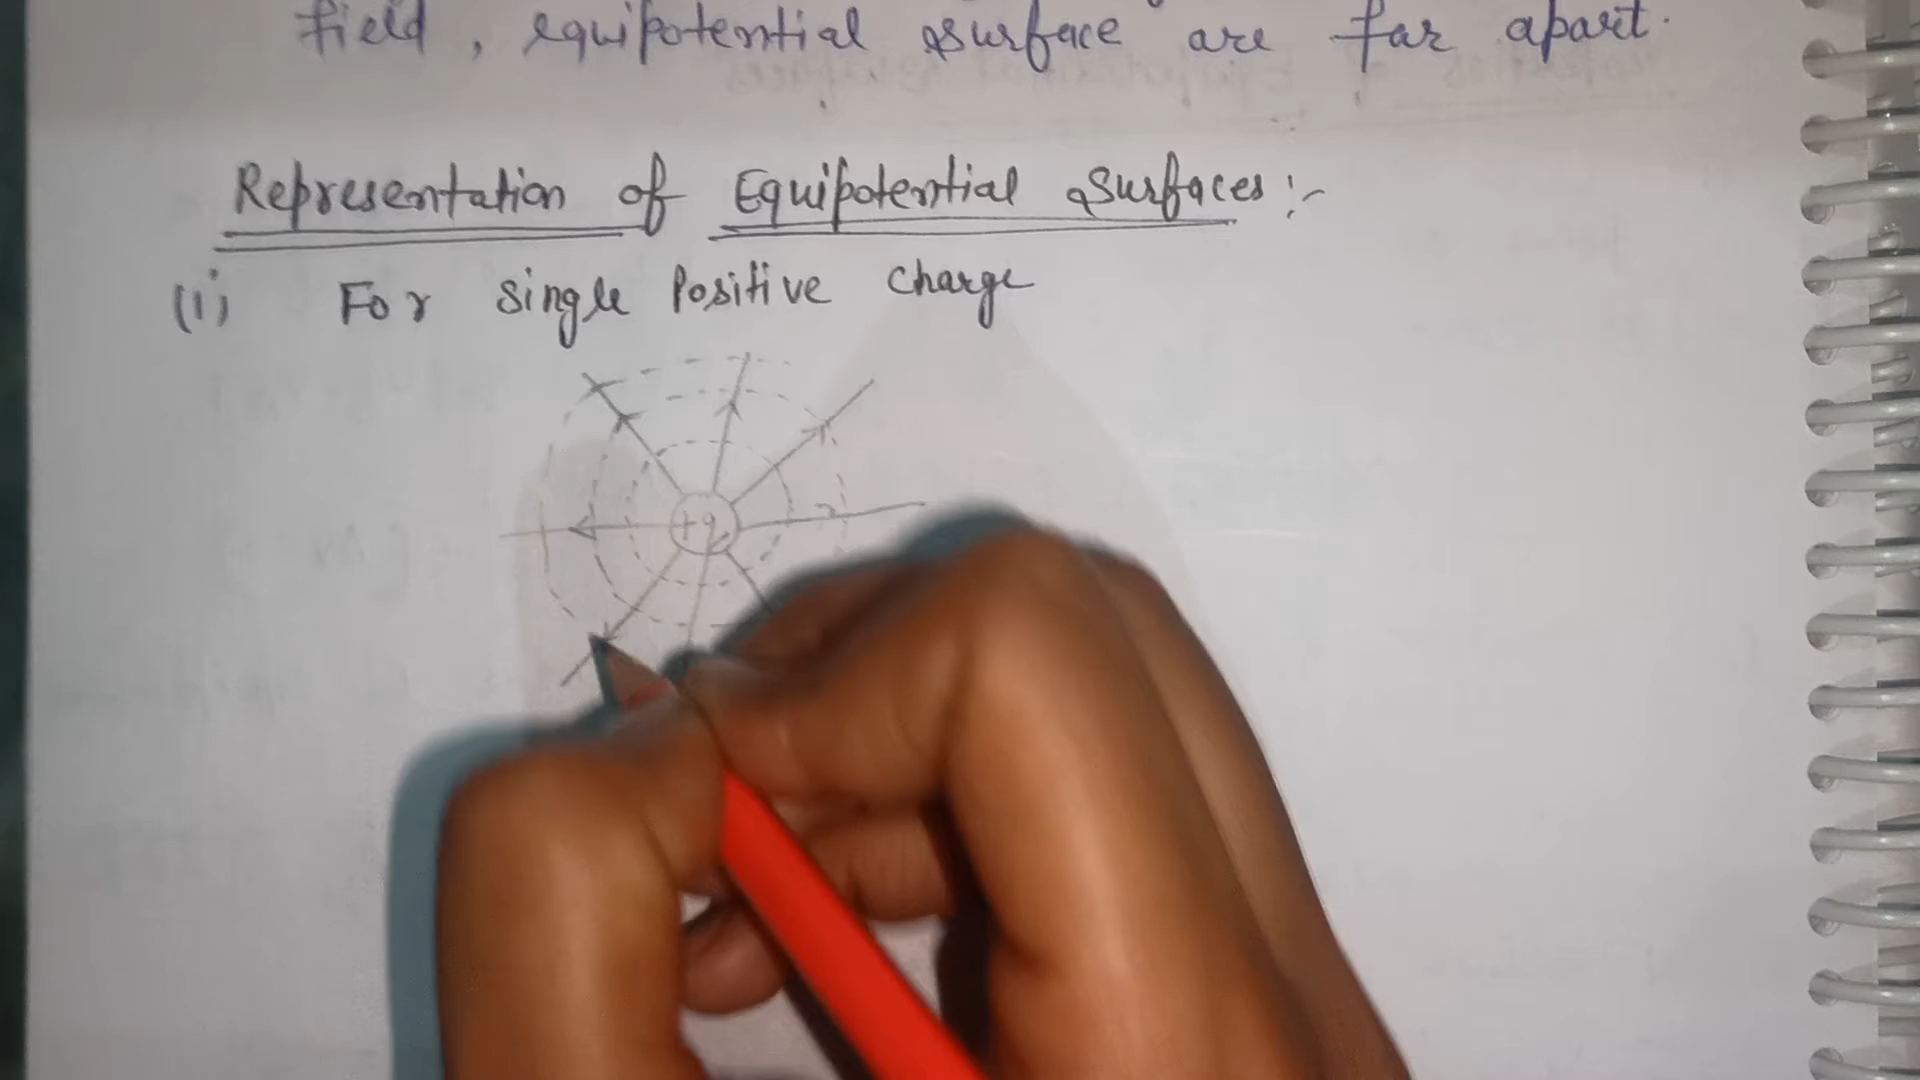 field, equipotential surface are far apart.
Representation of Equipotential Surfaces :-
(i) For single Positive charge
+q